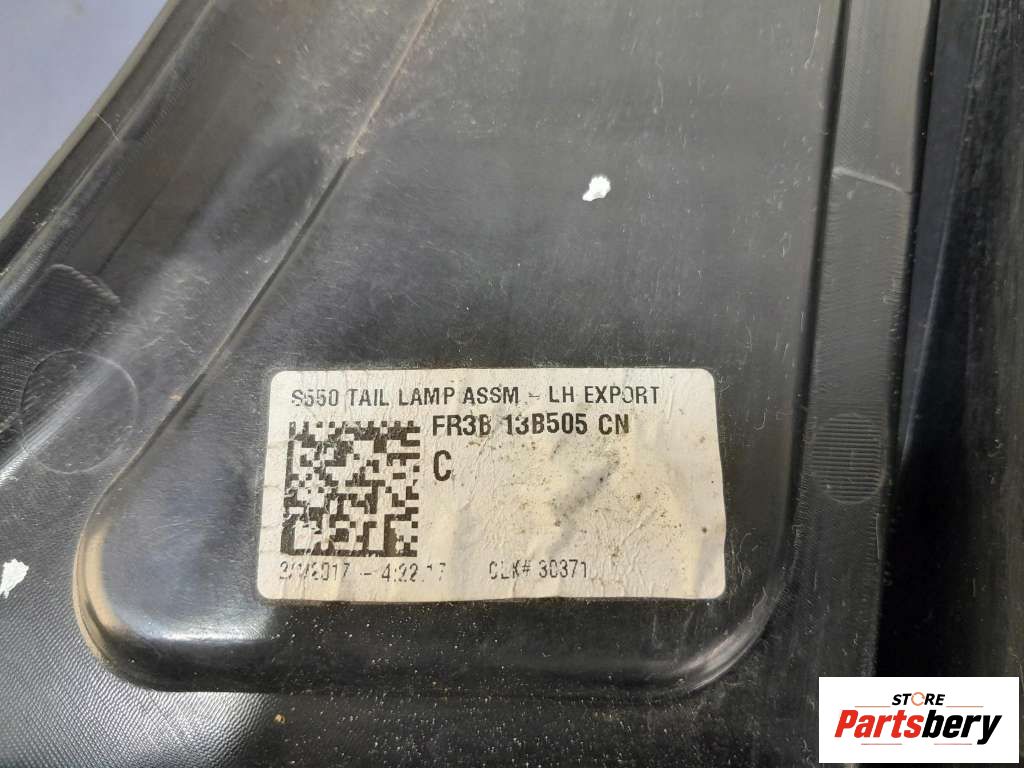 S550 TAIL LAMP ASSM - LH EXPORT
FR3B 13B505 CN
C
CLK# 30371
STORE
Partsbery